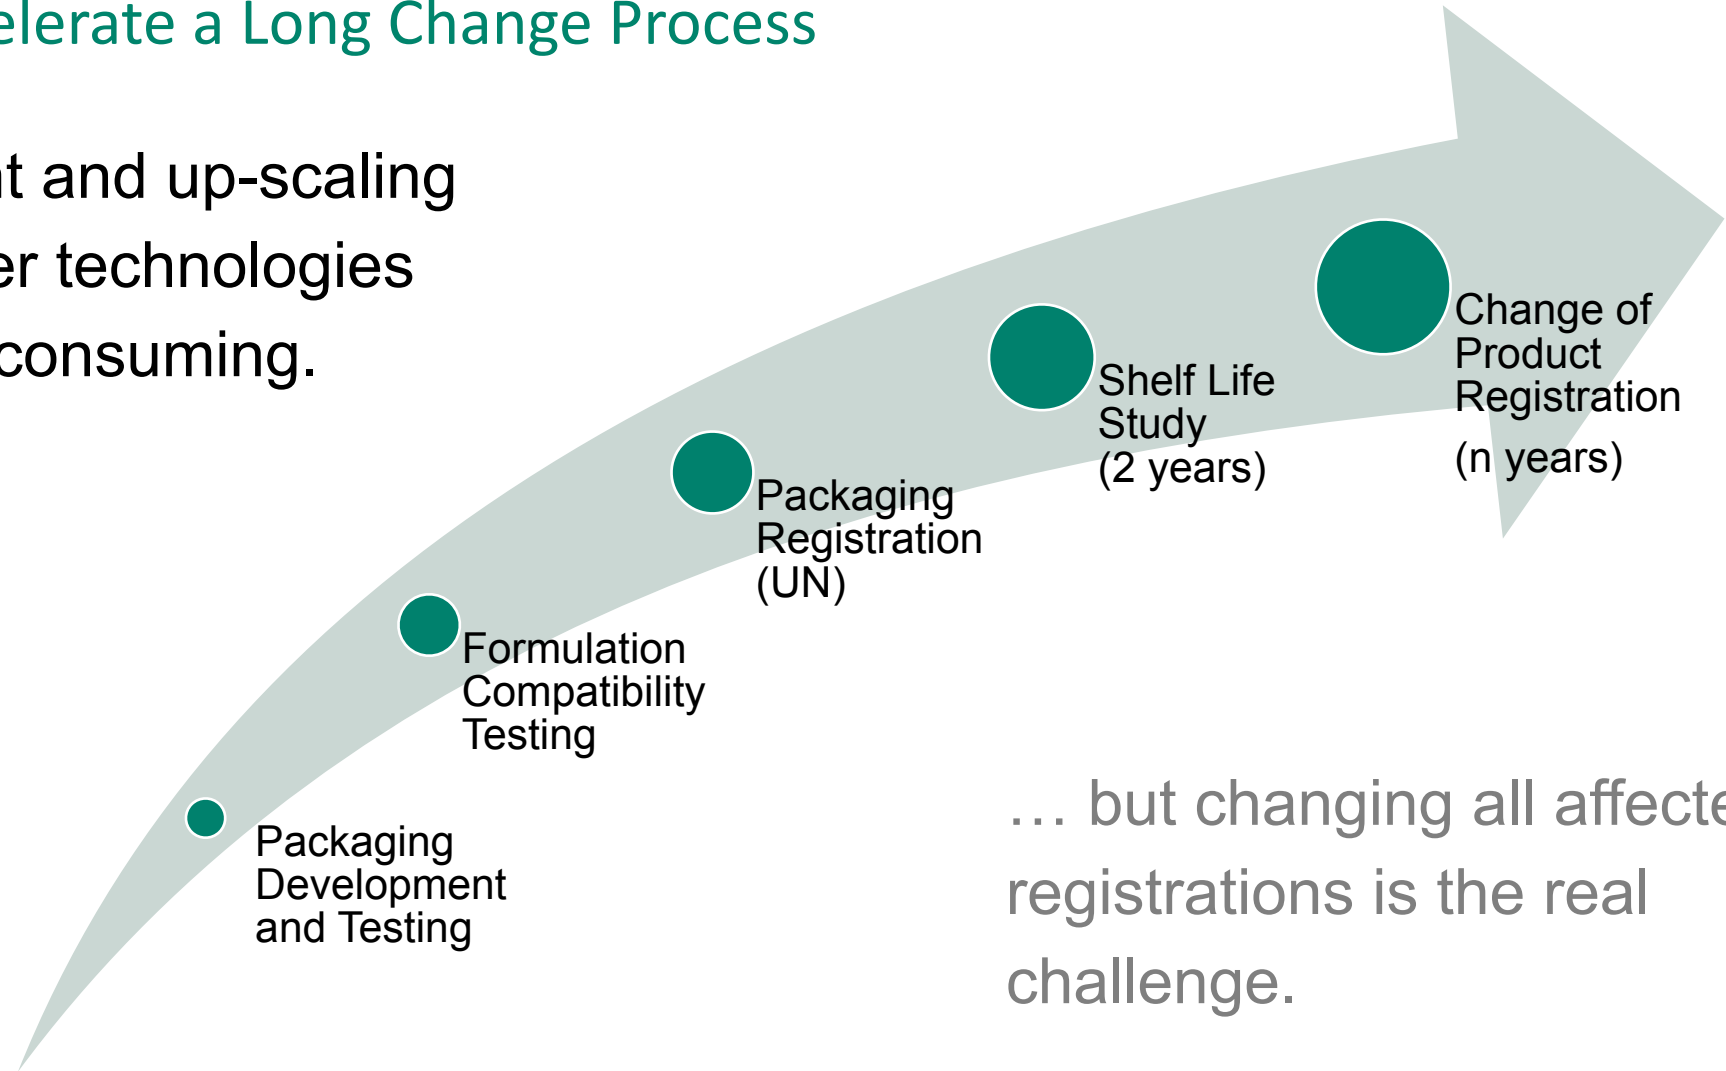 elerate a Long Change Process
t and up-scaling
er technologies
consuming.
Change of
Product
Registration
(n years)
Shelf Life
Study
(2 years)
Packaging
Registration
(UN)
Formulation
Compatibility
Testing
Packaging
Development
and Testing
… but changing all affecte
registrations is the real
challenge.